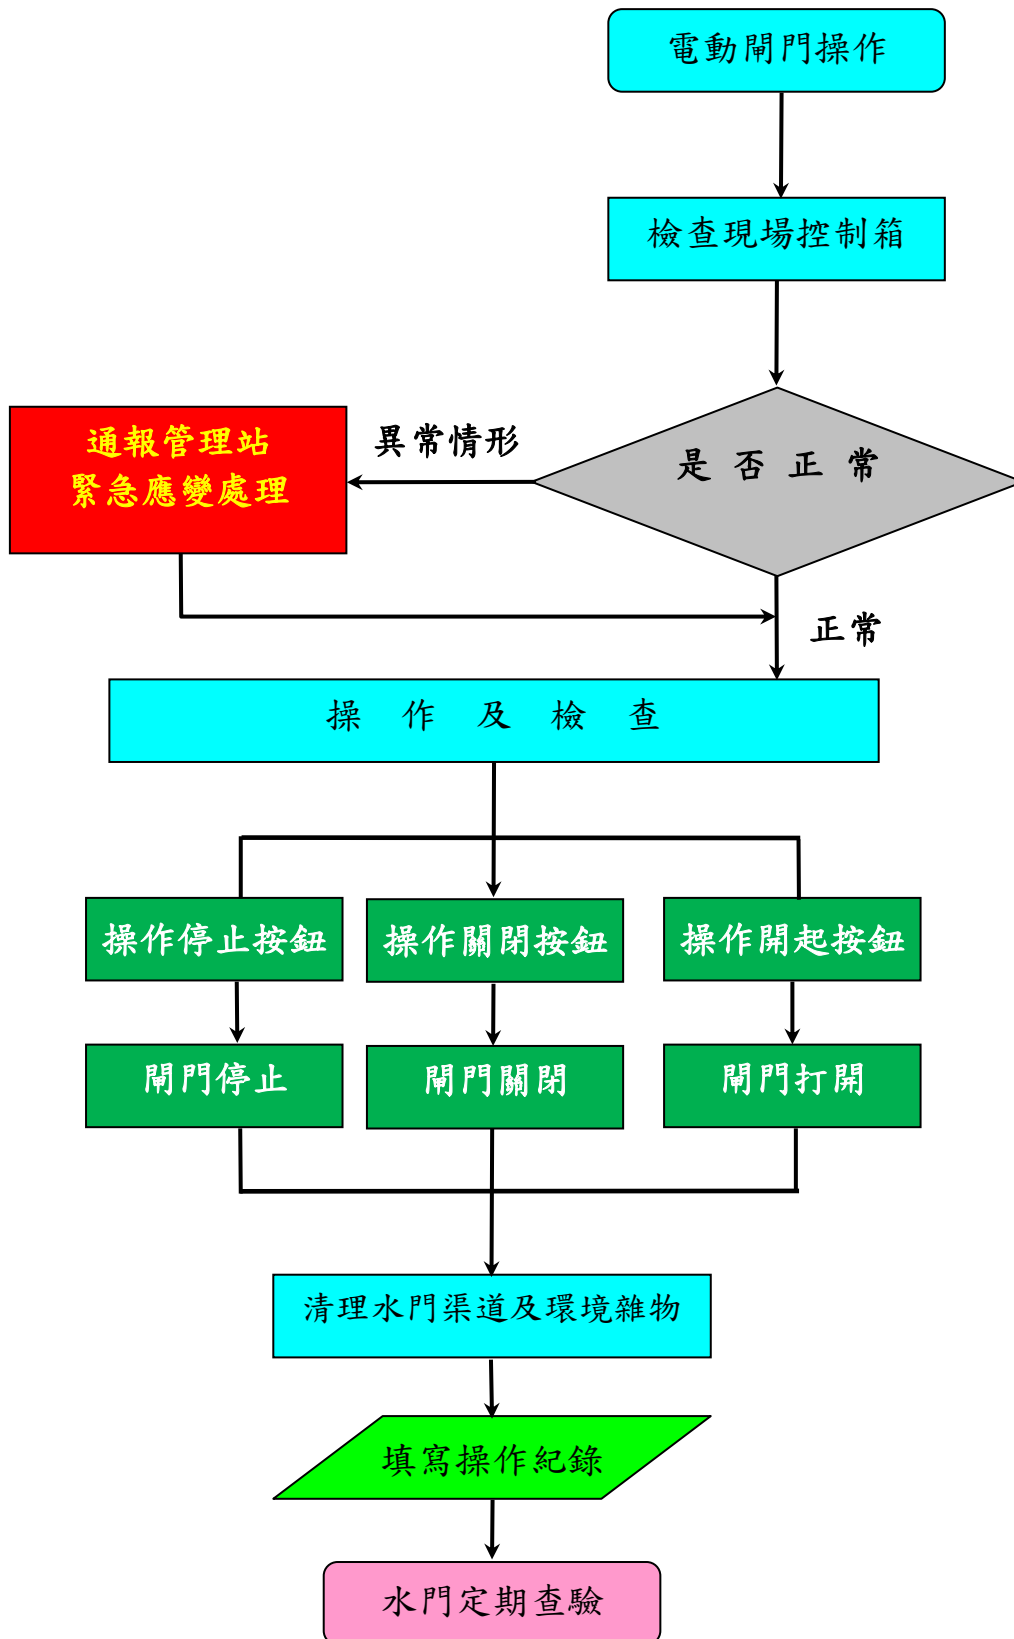 電動閘門操作
檢查現場控制箱
是否正常
異常情形
通報管理站
緊急應變處理
正常
操作及檢查
操作停止按鈕
操作關閉按鈕
操作開起按鈕
閘門停止
閘門關閉
閘門打開
清理水門渠道及環境雜物
填寫操作紀錄
水門定期查驗